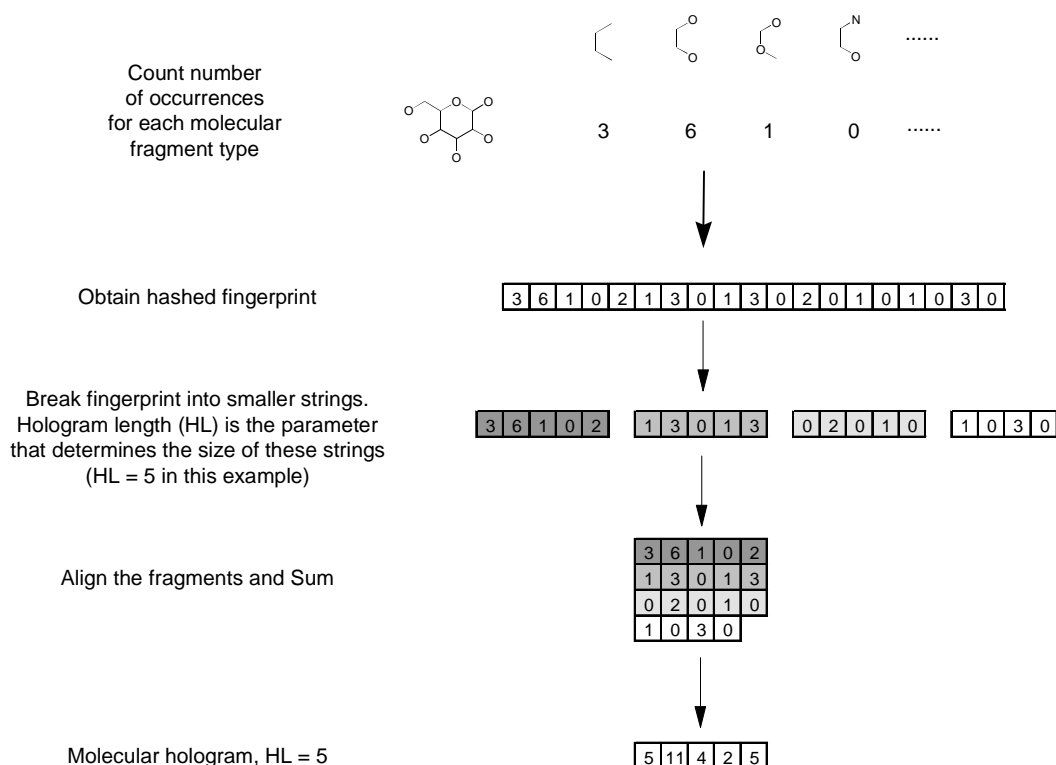 O O N
O O O
Count number
of occurrences
for each molecular
fragment type
......
O O O
O O
O
3 6 1 0 ......
Obtain hashed fingerprint
3 6 1 0 2 1 3 0 1 3 0 2 0 1 0 1 0 3 0
Break fingerprint into smaller strings.
Hologram length (HL) is the parameter
that determines the size of these strings
(HL = 5 in this example)
3 6 1 0 2 1 3 0 1 3 0 2 0 1 0 1 0 3 0
Align the fragments and Sum
3 6 1 0 2
1 3 0 1 3
0 2 0 1 0
1 0 3 0
Molecular hologram, HL = 5
5 11 4 2 5